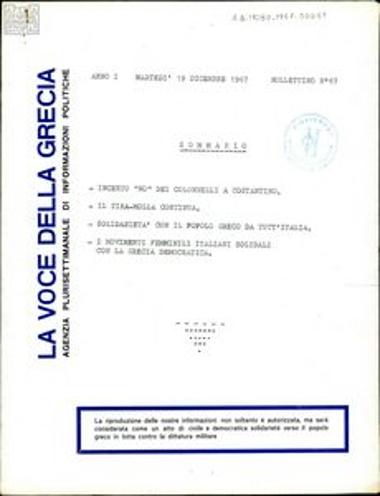 ANNO I MARTEDI' 19 DICEMBRE 1967 BOLLETTINO N°63
SOMMARIO
- INCERTO "NO" DEI COLONNELLI A COSTANTINO.
- IL TIRA-MOLLA CONTINUA.
- SOLIDARIETA' CON IL POPOLO GRECO DA TUTT'ITALIA.
- I MOVIMENTI FEMMINILI ITALIANI SOLIDALI
CON LA GRECIA DEMOCRATICA.
LA VOCE DELLA GRECIA
AGENZIA PLURISETTIMANALE DI INFORMAZIONI POLITICHE
La riproduzione delle nostre informazioni non soltanto è autorizzata, ma sarà
considerata come un atto di civile e democratica solidarietà verso il popolo
greco in lotta contro la dittatura militare